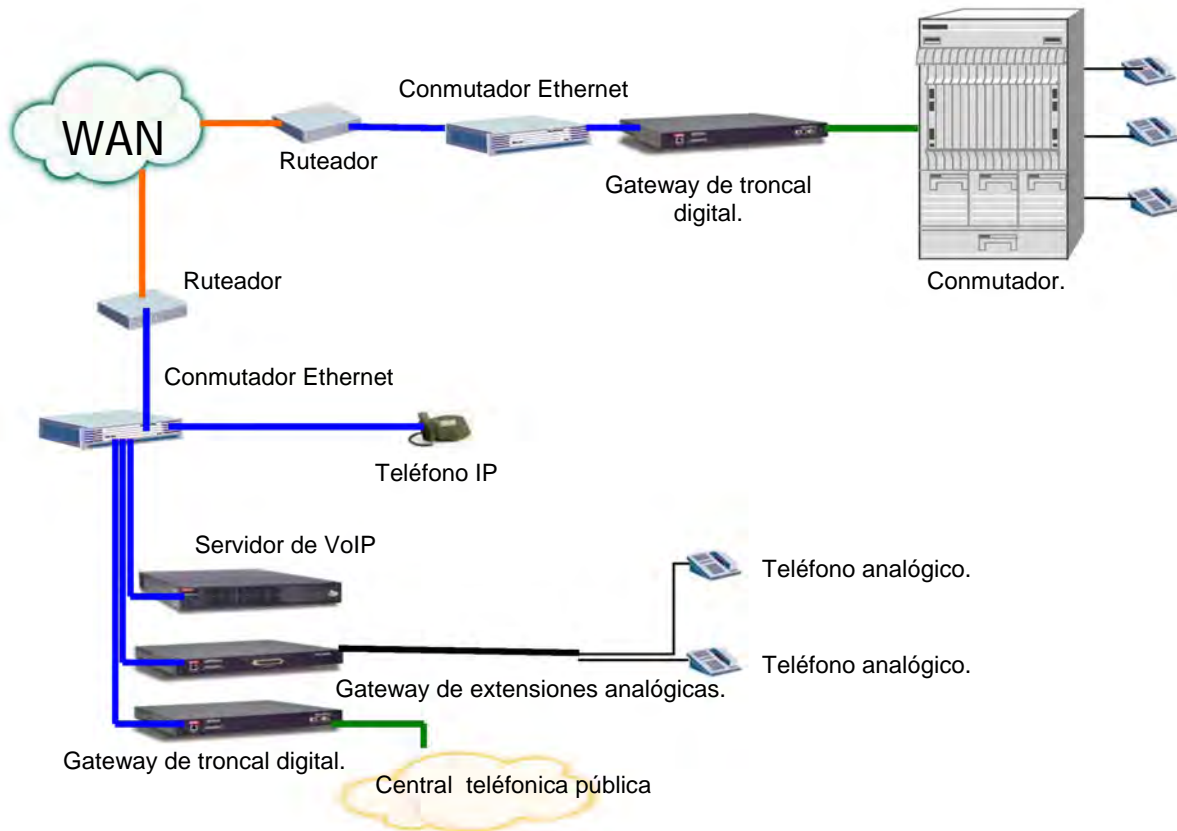 WAN
Conmutador Ethernet
Ruteador
Gateway de troncal
digital.
Conmutador.
Ruteador
Conmutador Ethernet
Teléfono IP
Servidor de VoIP
Teléfono analógico.
Teléfono analógico.
Gateway de extensiones analógicas.
Gateway de troncal digital.
Central teléfonica pública